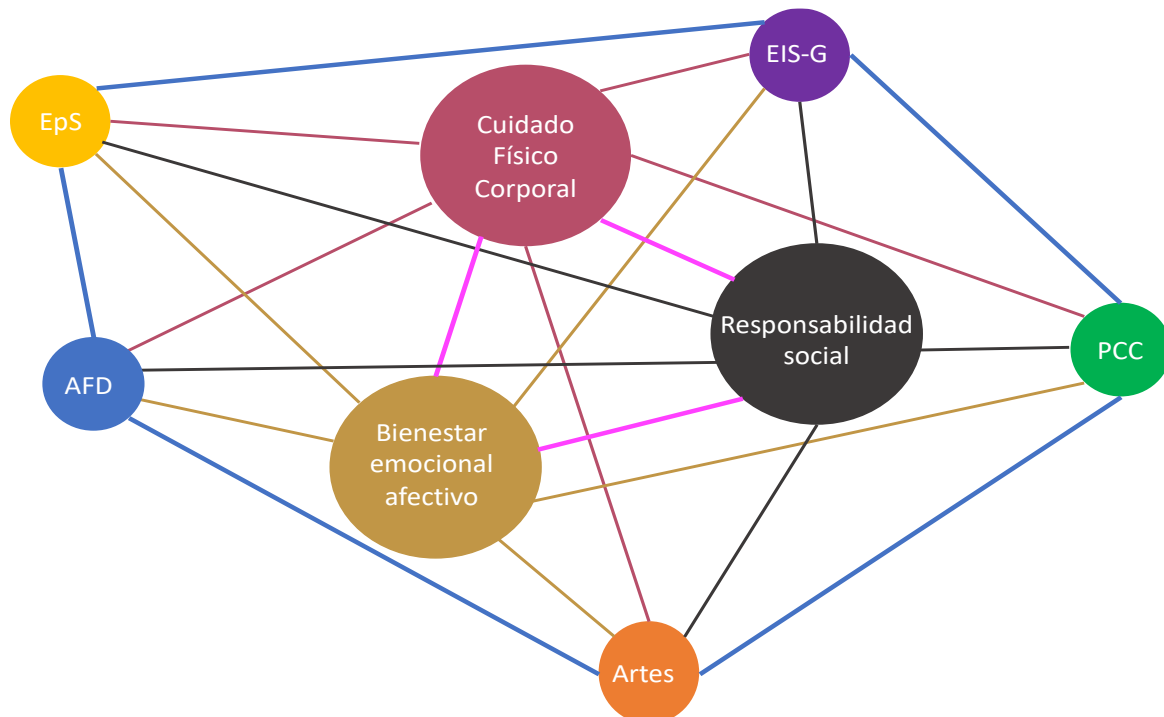 EIS-G
EpS
Cuidado
Físico
Corporal
Responsabilidad
social
PCC
AFD
Bienestar
emocional
afectivo
Artes